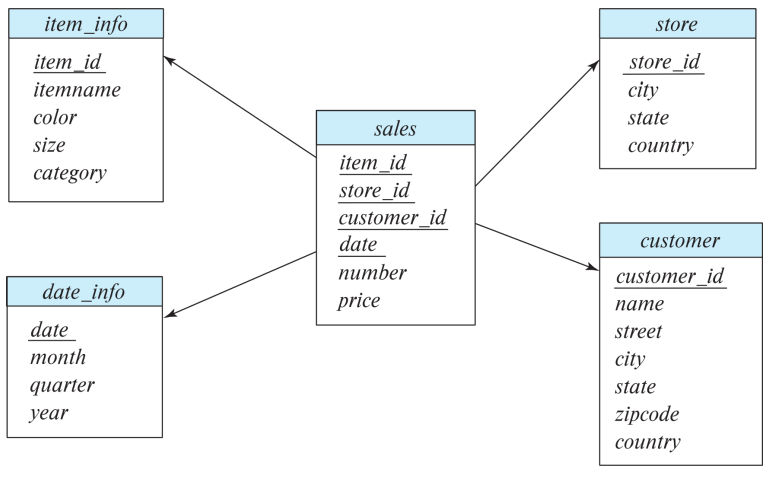 item_info
item_id
itemname
color
size
category
store
store_id
city
state
country
sales
item_id
store_id
customer_id
date
number
price
date_info
date
month
quarter
year
customer
customer_id
name
street
city
state
zipcode
country